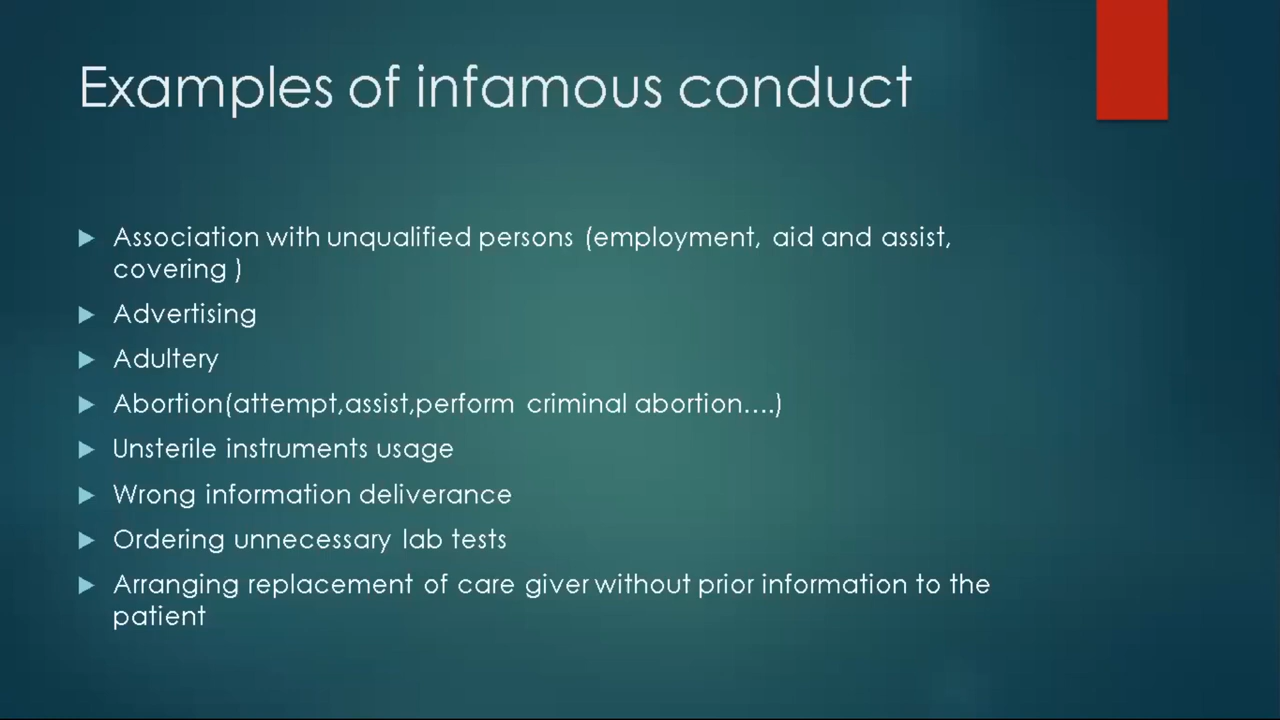 Examples of infamous conduct
Association with unqualified persons (employment, aid and assist,
covering )
Advertising
Adultery
Abortion(attempt,assist,perform criminal abortion....)
Unsterile instruments usage
Wrong information deliverance
Ordering unnecessary lab tests
Arranging replacement of care giver without prior information to the
patient